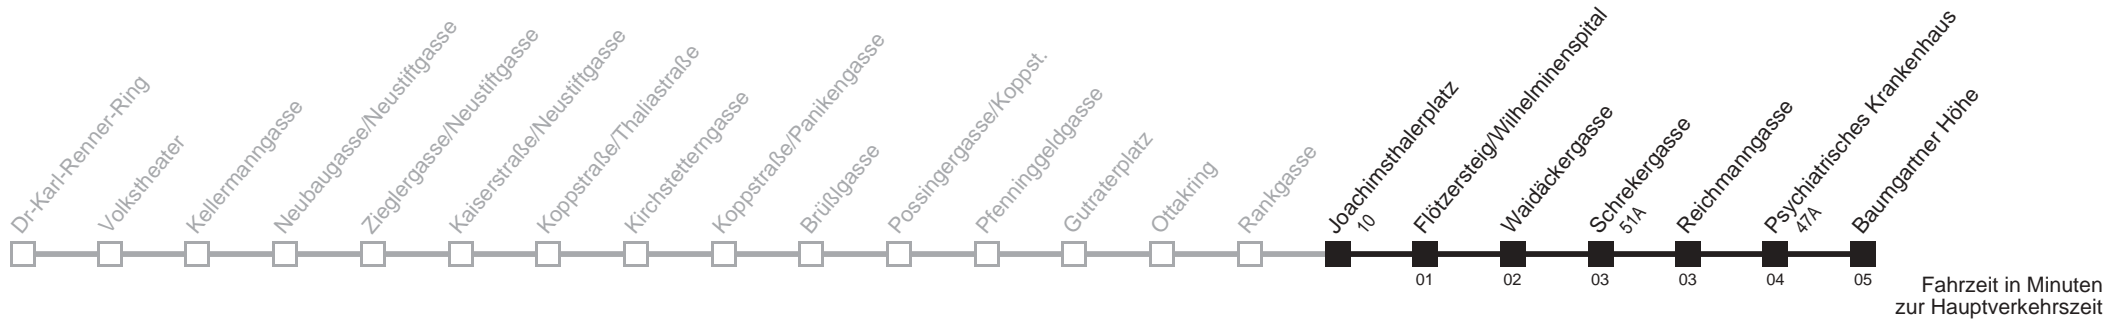 Dr-Karl-Renner-Ring
Volkstheater
Kellermanngasse
Neubaugasse/Neustiftgasse
Zieglergasse/Neustiftgasse
Kaiserstraße/Neustiftgasse
Koppstraße/Thaliastraße
Kirchstetterngasse
Koppstraße/Panikengasse
Brüßlgasse
Possingergasse/Koppst.
Pfenninggeldgasse
Gutraterplatz
Ottakring
Rankgasse
Joachimsthalerplatz
10
Flötzersteig/Wilhelminenspital
Waidäckergasse
Schrekergasse
51A
Reichmanngasse
Psychiatrisches Krankenhaus
47A
Baumgartner Höhe
01 02 03 03 04 05
Fahrzeit in Minuten
zur Hauptverkehrszeit